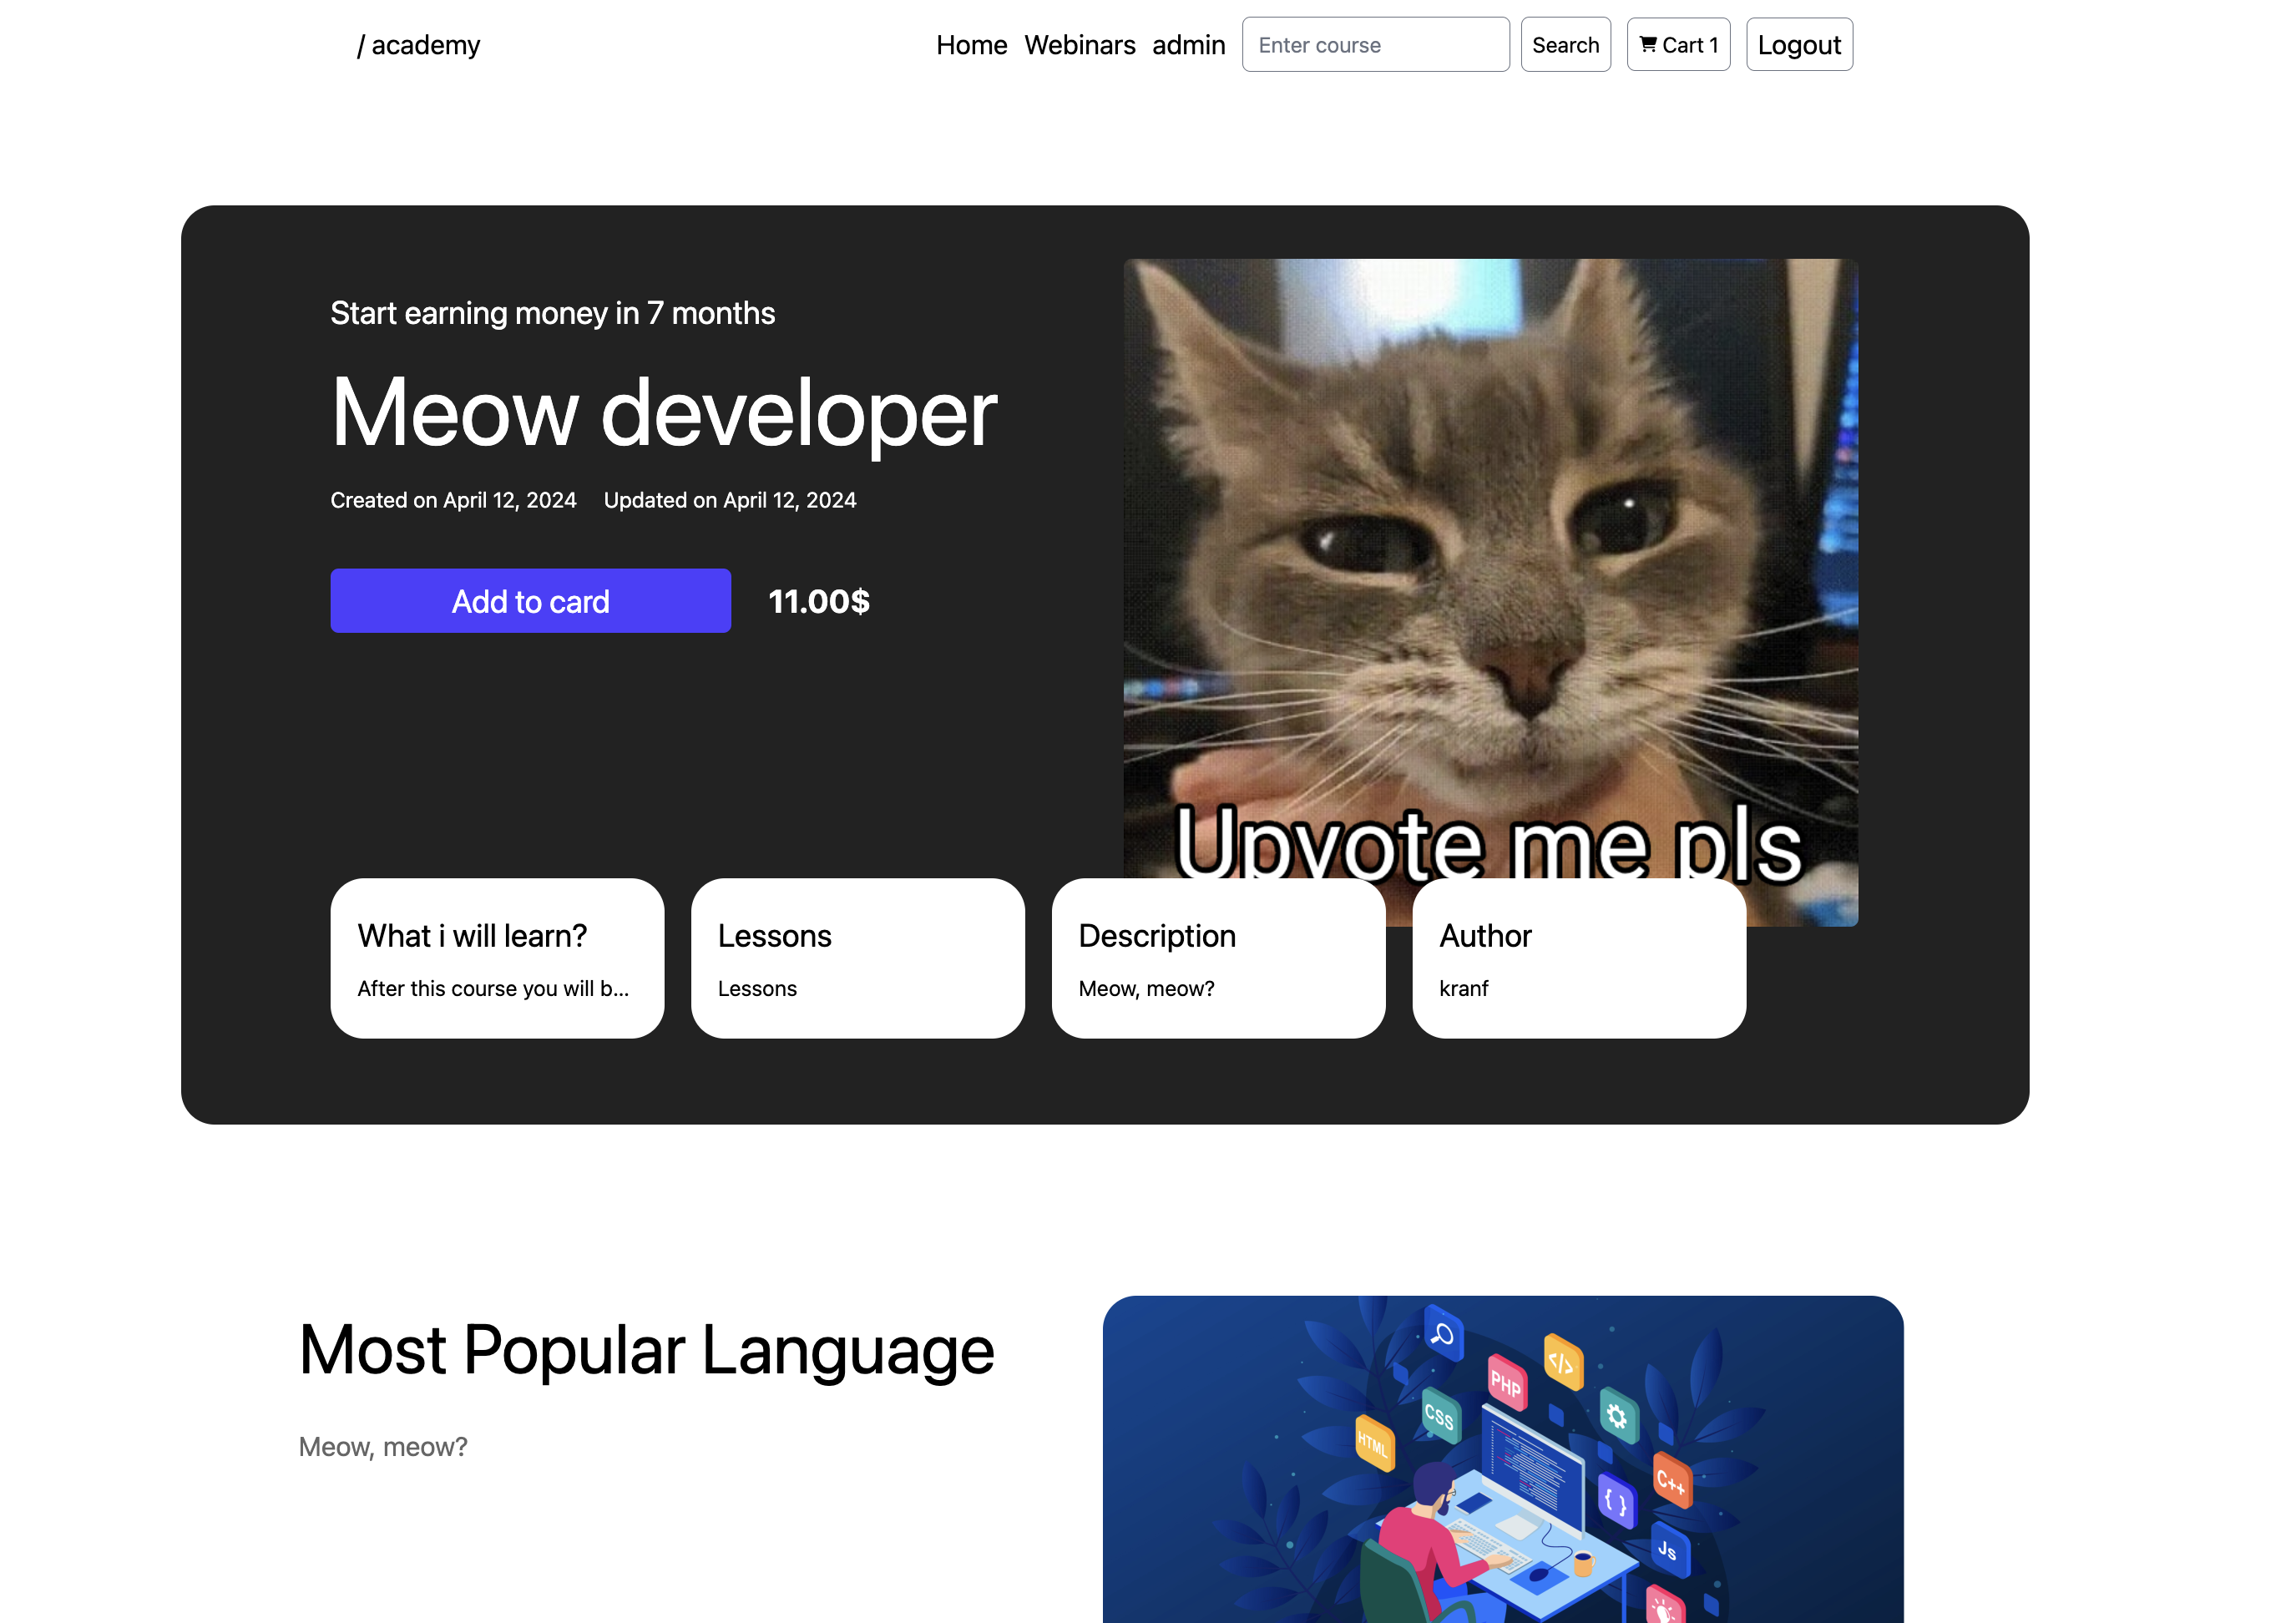 / academy
Home Webinars admin Enter course Search Cart 1 Logout
Start earning money in 7 months
Meow developer
Created on April 12, 2024 Updated on April 12, 2024
Add to card 11.00$
Upvote me pls
What i will learn?
After this course you will b...
Lessons
Lessons
Description
Meow, meow?
Author
kranf
Most Popular Language
Meow, meow?
</>
PHP
CSS
HTML
C++
{ }
Js